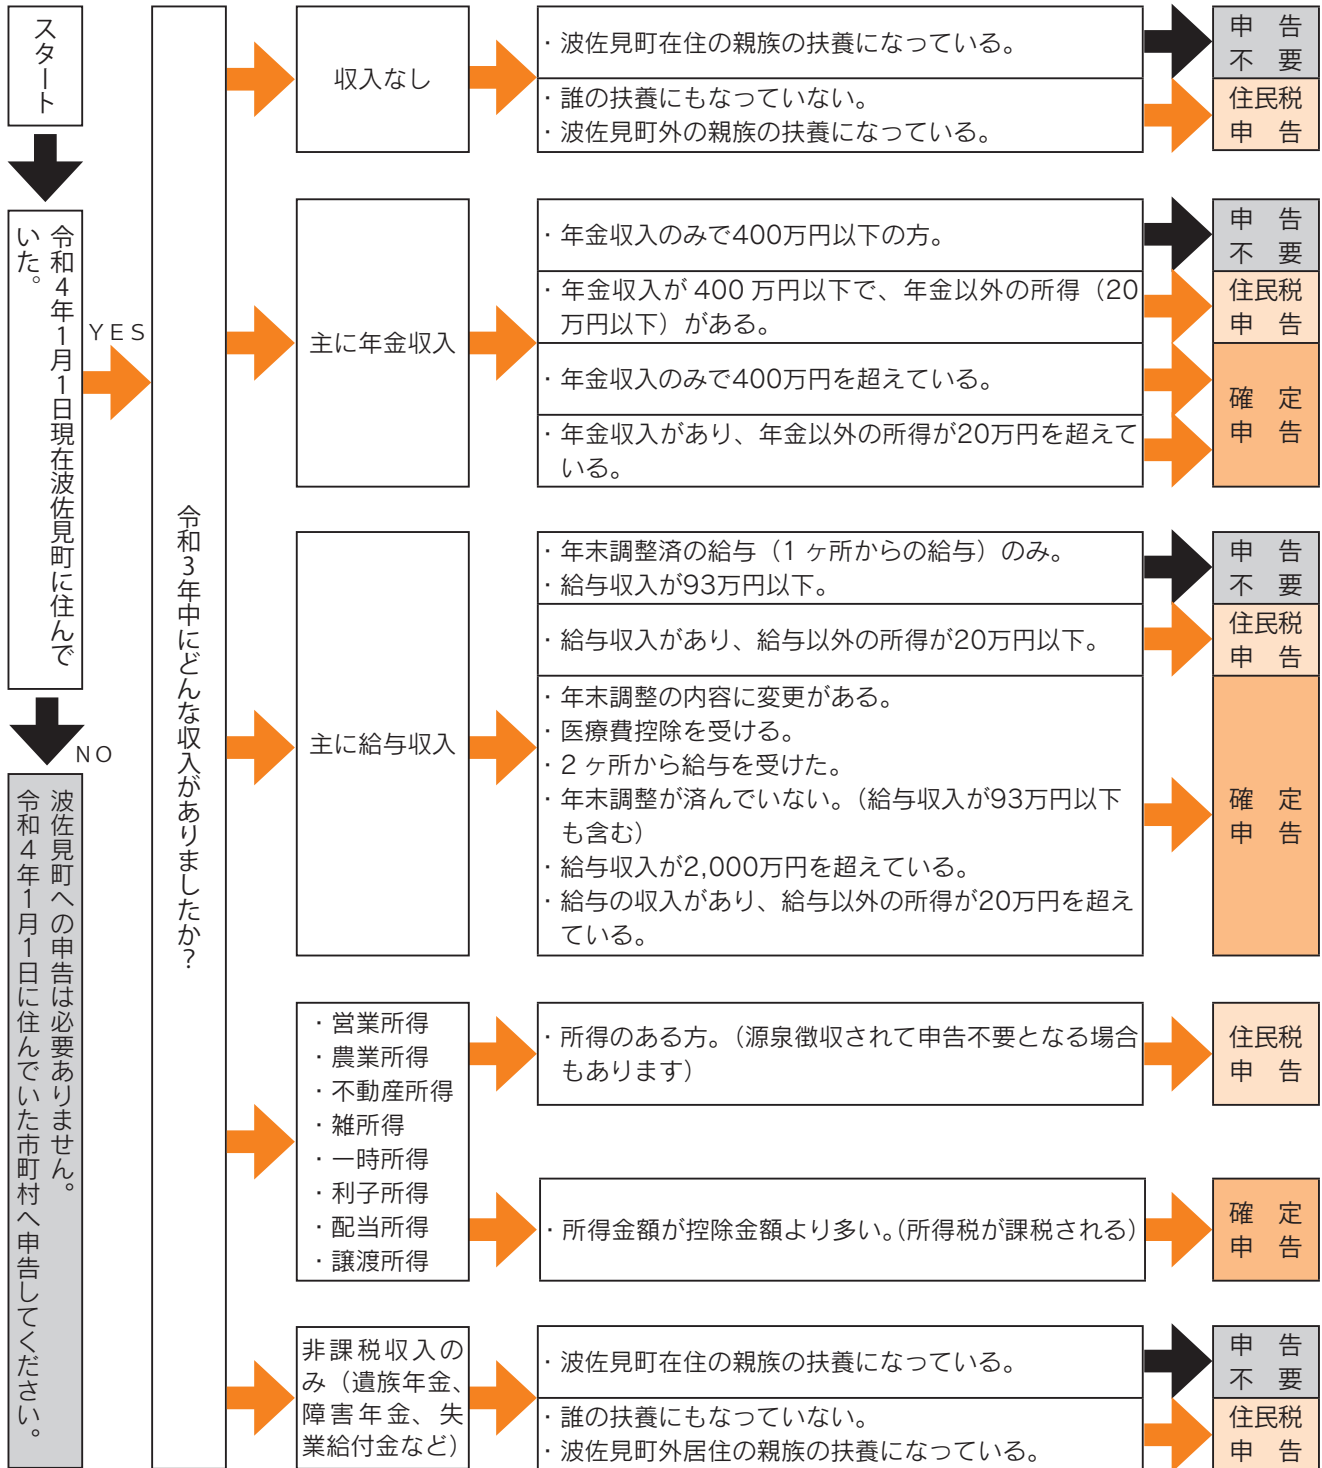 スタート
令和4年1月1日現在波佐見町に住んで
いた。
YES
NO
波佐見町への申告は必要ありません。
令和4年1月1日に住んでいた市町村へ申告してください。
令和3年中にどんな収入がありましたか?
収入なし
・波佐見町在住の親族の扶養になっている。
申　告
不　要
・誰の扶養にもなっていない。
・波佐見町外の親族の扶養になっている。
住民税
申　告
主に年金収入
・年金収入のみで400万円以下の方。
申　告
不　要
・年金収入が 400 万円以下で、年金以外の所得（20
万円以下）がある。
住民税
申　告
・年金収入のみで400万円を超えている。
・年金収入があり、年金以外の所得が20万円を超えて
いる。
確　定
申　告
主に給与収入
・年末調整済の給与（1 ヶ所からの給与）のみ。
・給与収入が93万円以下。
申　告
不　要
・給与収入があり、給与以外の所得が20万円以下。
住民税
申　告
・年末調整の内容に変更がある。
・医療費控除を受ける。
・2 ヶ所から給与を受けた。
・年末調整が済んでいない。（給与収入が93万円以下
も含む）
・給与収入が2,000万円を超えている。
・給与の収入があり、給与以外の所得が20万円を超え
ている。
確　定
申　告
・営業所得
・農業所得
・不動産所得
・雑所得
・一時所得
・利子所得
・配当所得
・譲渡所得
・所得のある方。（源泉徴収されて申告不要となる場合
もあります）
住民税
申　告
・所得金額が控除金額より多い。（所得税が課税される）
確　定
申　告
非課税収入の
み（遺族年金、
障害年金、失
業給付金など）
・波佐見町在住の親族の扶養になっている。
申　告
不　要
・誰の扶養にもなっていない。
・波佐見町外居住の親族の扶養になっている。
住民税
申　告